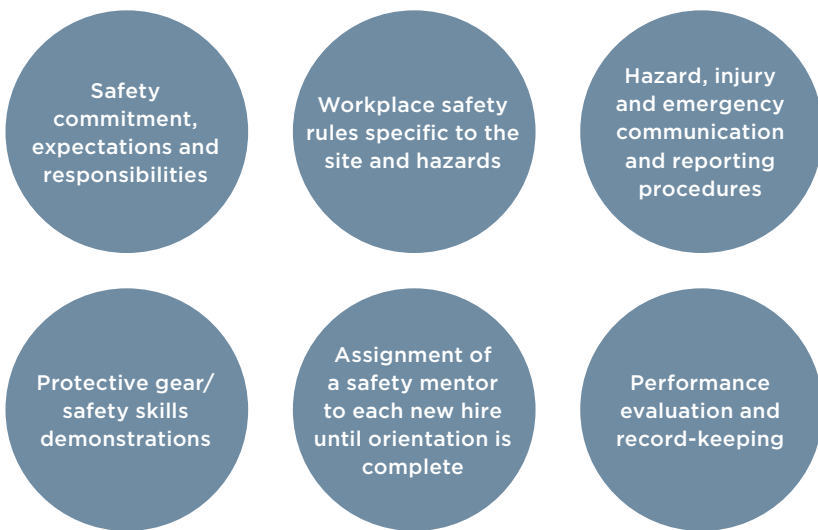 Safety
commitment,
expectations and
responsibilities
Workplace safety
rules specific to the
site and hazards
Hazard, injury
and emergency
communication
and reporting
procedures
Protective gear/
safety skills
demonstrations
Assignment of
a safety mentor
to each new hire
until orientation is
complete
Performance
evaluation and
record-keeping